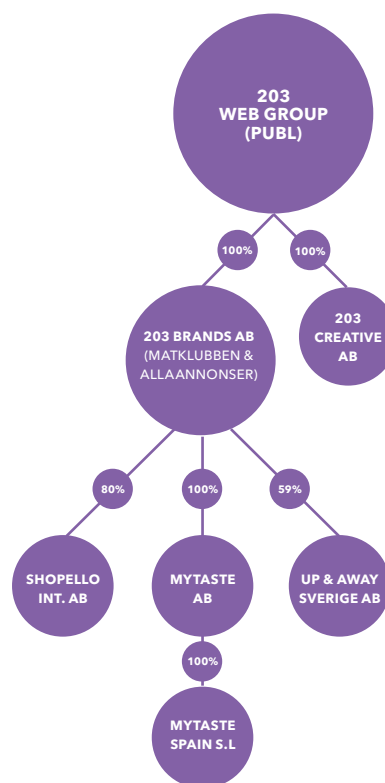 203
WEB GROUP
(PUBL)
100%
100%
203 BRANDS AB
(MATKLUBBEN &
ALLAANNONSER)
203
CREATIVE
AB
80%
100%
59%
SHOPELLO
INT. AB
MYTASTE
AB
UP & AWAY
SVERIGE AB
100%
MYTASTE
SPAIN S.L